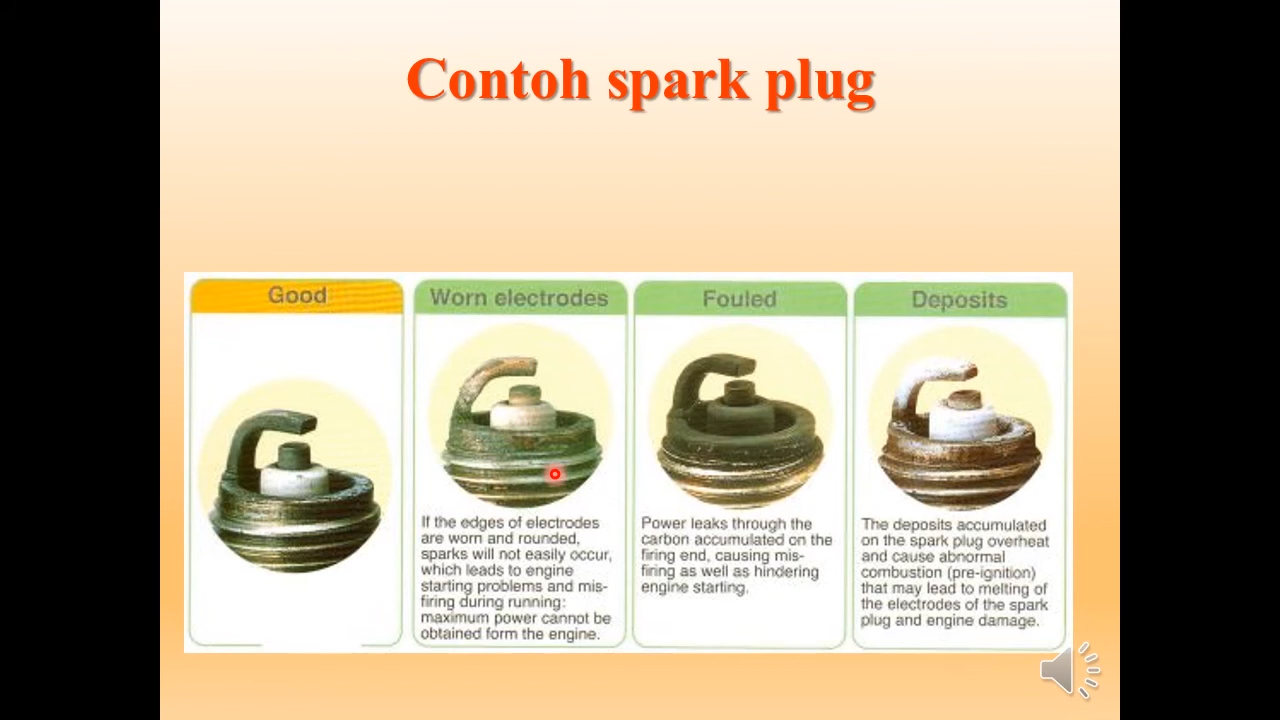 Contoh spark plug
Good
Worn electrodes
If the edges of electrodes
are worn and rounded,
sparks will not easily occur,
which leads to engine
starting problems and mis-
firing during running:
maximum power cannot be
obtained form the engine.
Fouled
Power leaks through the
carbon accumulated on the
firing end, causing mis-
firing as well as hindering
engine starting.
Deposits
The deposits accumulated
on the spark plug overheat
and cause abnormal
combustion (pre-ignition)
that may lead to melting of
the electrodes of the spark
plug and engine damage.